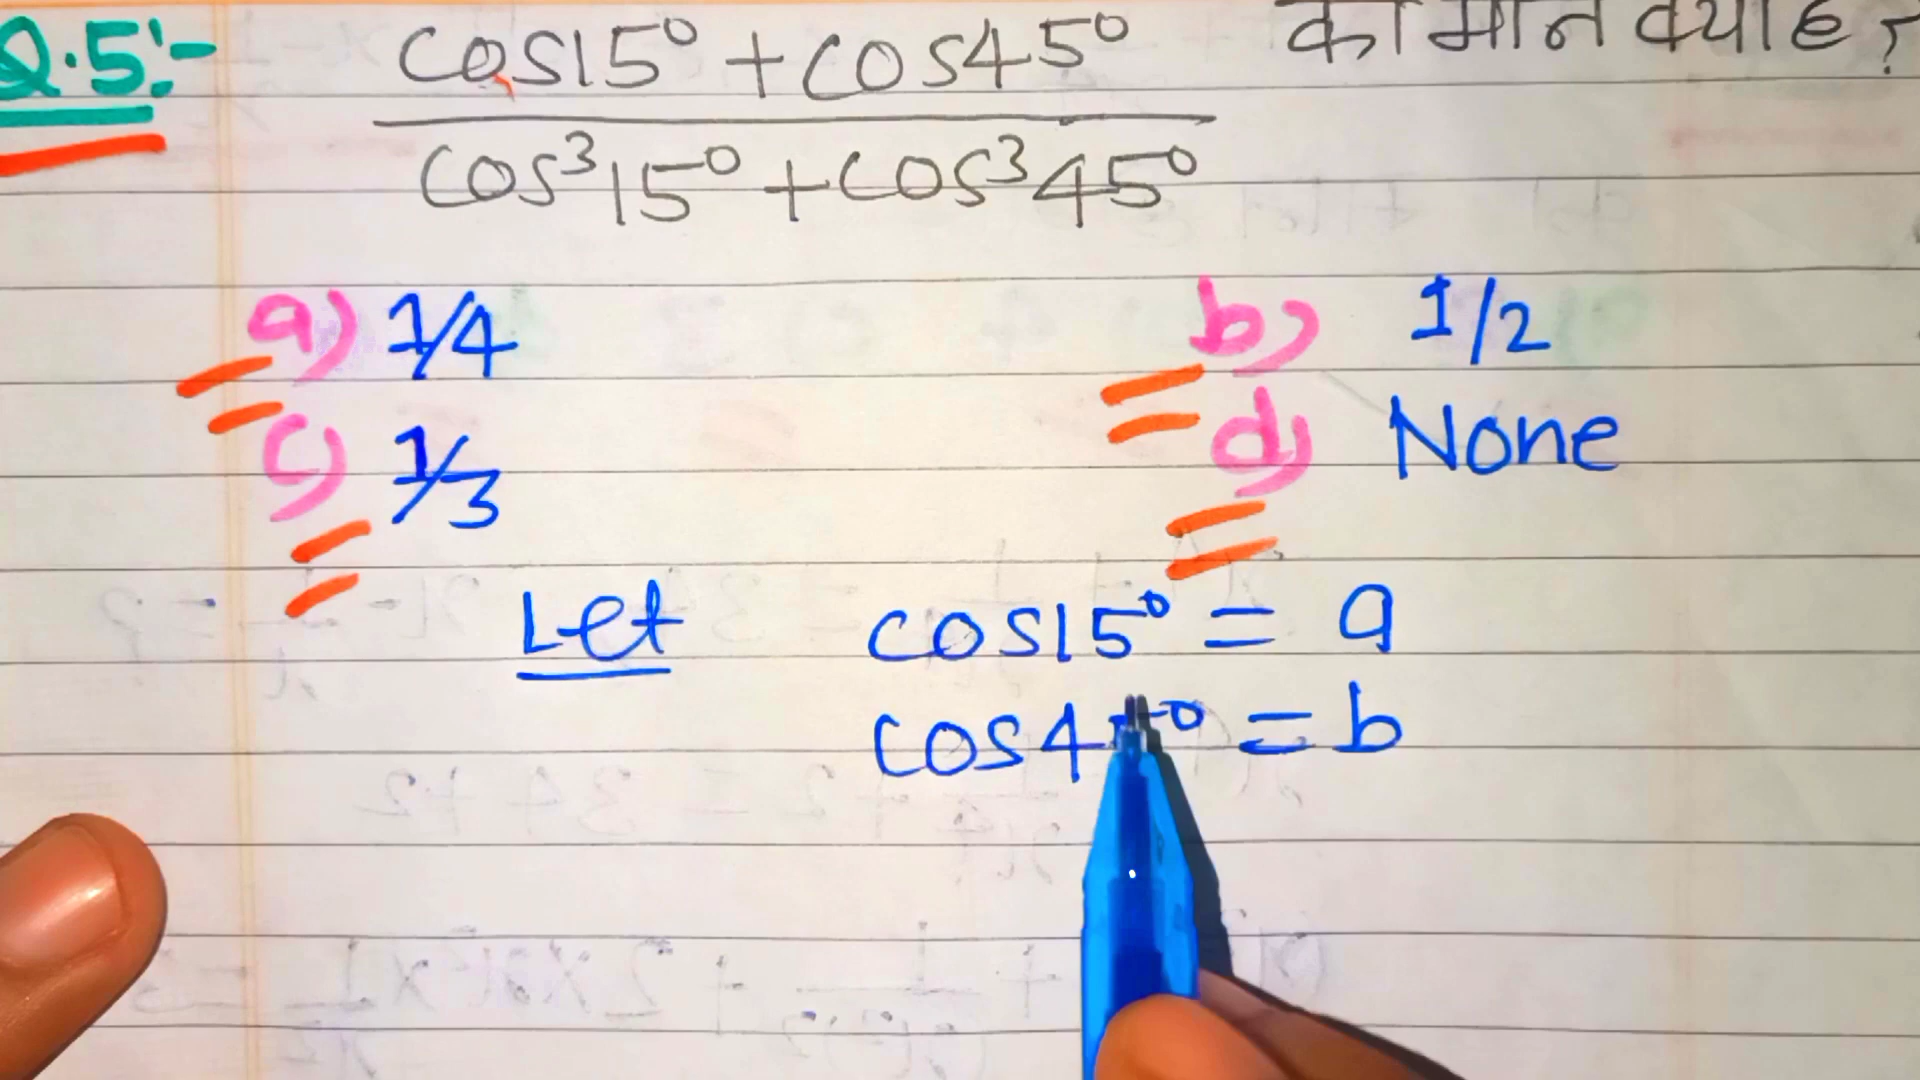 Q.5:- cos15° + cos45° का मान क्या है?
cos³15° + cos³45°
a) 1/4 b) 1/2
c) 1/3 d) None
Let cos15° = a
cos45° = b